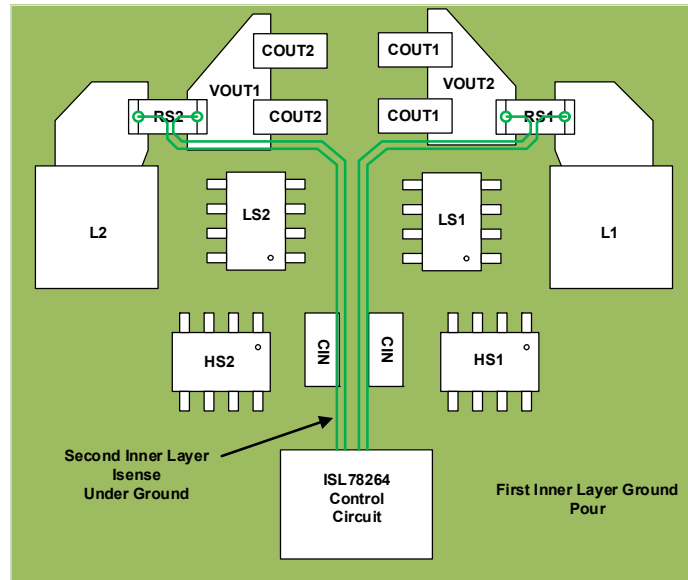 COUT2
COUT1
VOUT1
VOUT2
RS2
COUT2
COUT1
RS1
L2
LS2
LS1
L1
HS2
CIN
CIN
HS1
Second Inner Layer
Isense
Under Ground
ISL78264
Control
Circuit
First Inner Layer Ground
Pour